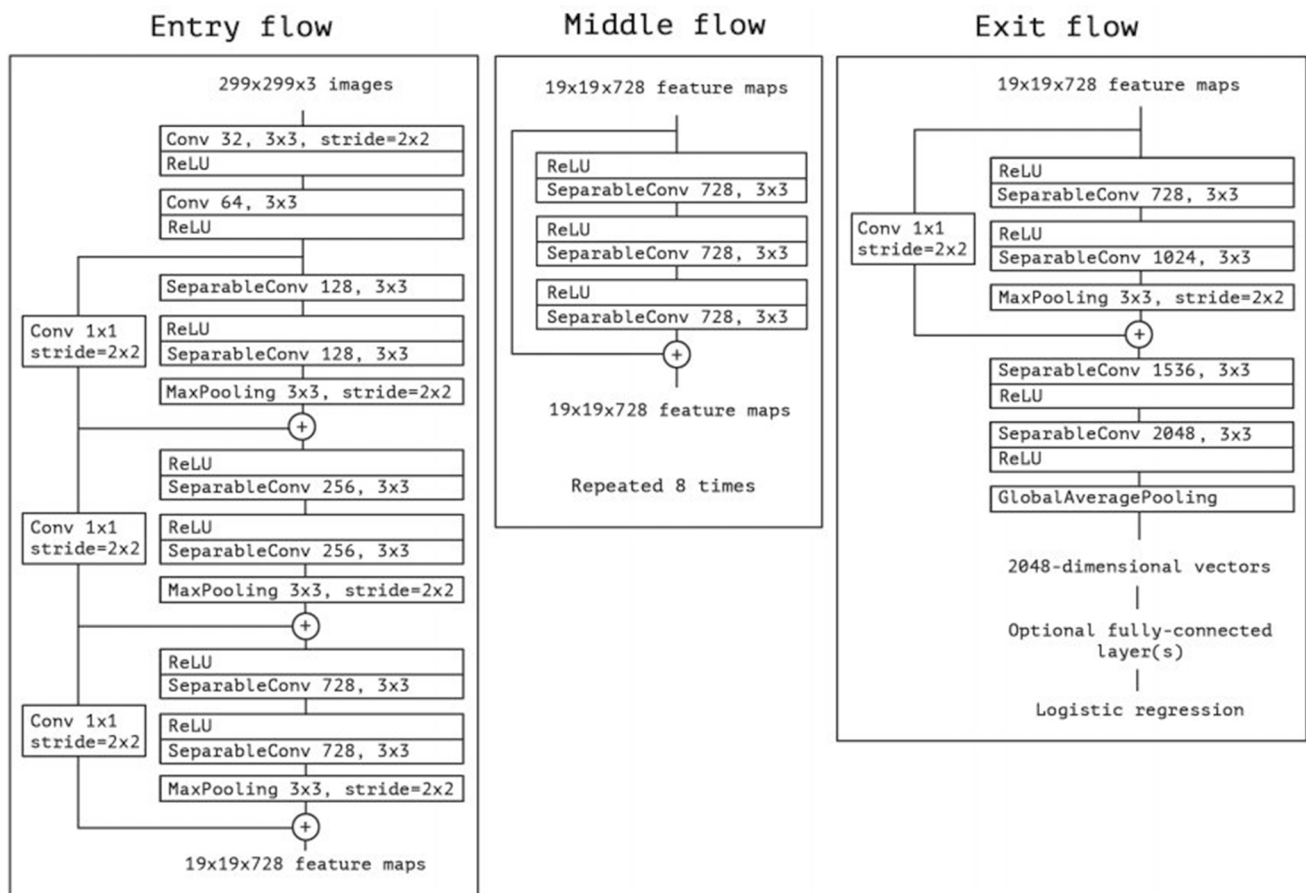 Entry flow
299x299x3 images
Conv 32, 3x3, stride=2x2
ReLU
Conv 64, 3x3
ReLU
SeparableConv 128, 3x3
Conv 1x1
stride=2x2
ReLU
SeparableConv 128, 3x3
MaxPooling 3x3, stride=2x2
+
ReLU
SeparableConv 256, 3x3
Conv 1x1
stride=2x2
ReLU
SeparableConv 256, 3x3
MaxPooling 3x3, stride=2x2
+
ReLU
SeparableConv 728, 3x3
Conv 1x1
stride=2x2
ReLU
SeparableConv 728, 3x3
MaxPooling 3x3, stride=2x2
+
19x19x728 feature maps
Middle flow
19x19x728 feature maps
ReLU
SeparableConv 728, 3x3
ReLU
SeparableConv 728, 3x3
ReLU
SeparableConv 728, 3x3
+
19x19x728 feature maps
Repeated 8 times
Exit flow
19x19x728 feature maps
ReLU
SeparableConv 728, 3x3
Conv 1x1
stride=2x2
ReLU
SeparableConv 1024, 3x3
MaxPooling 3x3, stride=2x2
+
SeparableConv 1536, 3x3
ReLU
SeparableConv 2048, 3x3
ReLU
GlobalAveragePooling
2048-dimensional vectors
Optional fully-connected
layer(s)
Logistic regression